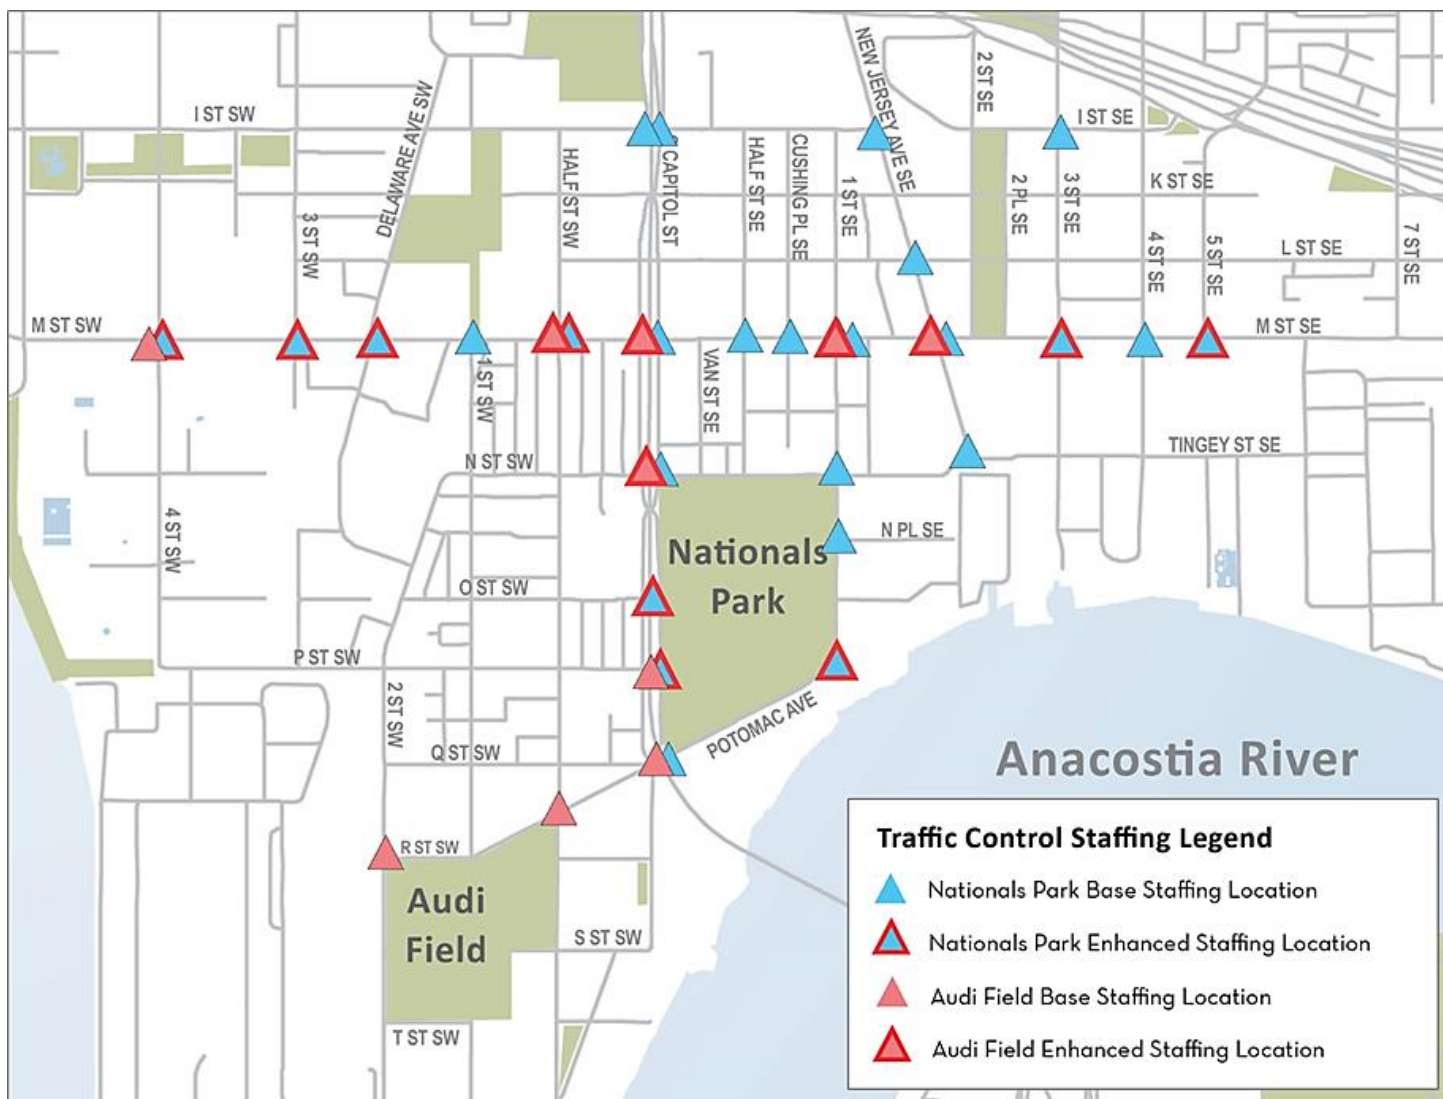 NEW JERSEY AVE SE
2 ST SE
I ST SW
DELAWARE AVE SW
I ST SE
HALF ST SW
CAPITOL ST
HALF ST SE
CUSHING PL SE
1 ST SE
2 PL SE
3 ST SE
K ST SE
3 ST SW
4 ST SE
5 ST SE
L ST SE
7 ST SE
M ST SW
M ST SE
1 ST SW
VAN ST SE
N ST SW
TINGEY ST SE
4 ST SW
N PL SE
Nationals
Park
O ST SW
P ST SW
2 ST SW
POTOMAC AVE
Q ST SW
Anacostia River
R ST SW
Audi
Field
S ST SW
T ST SW
Traffic Control Staffing Legend
Nationals Park Base Staffing Location
Nationals Park Enhanced Staffing Location
Audi Field Base Staffing Location
Audi Field Enhanced Staffing Location